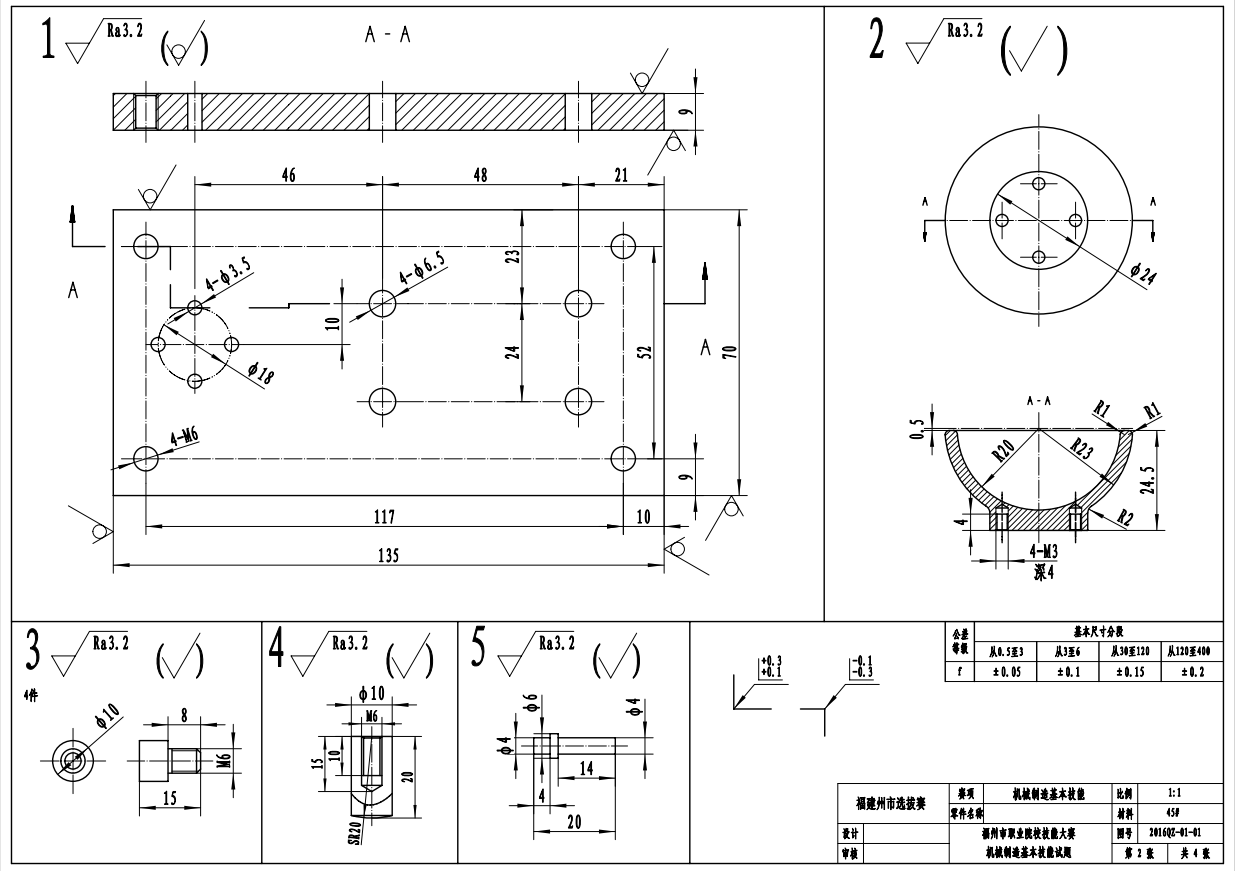 1
Ra3.2
( )
A - A
9
46
48
21
A
4-φ3.5
4-φ6.5
23
10
24
52
70
A
φ18
4-M6
9
117
10
135
2
Ra3.2
( )
A
A
φ24
A-A
0.5
R1
R1
R20
R23
24.5
4
R2
4-M3
深4
3
Ra3.2
( )
4件
φ10
8
M6
15
4
Ra3.2
( )
φ10
M6
15
10
20
SR20
5
Ra3.2
( )
φ6
φ4
φ4
14
4
20
+0.3
+0.1
-0.1
-0.3
公差等级
基本尺寸分段
从0.5至3
从3至6
从30至120
从120至400
f
±0.05
±0.1
±0.15
±0.2
福建州市选拔赛
赛项
机械制造基本技能
比例
1:1
零件名称
材料
45#
设计
福州市职业院校技能大赛
图号
2016QZ-01-01
审核
机械制造基本技能试题
第 2 张
共 4 张